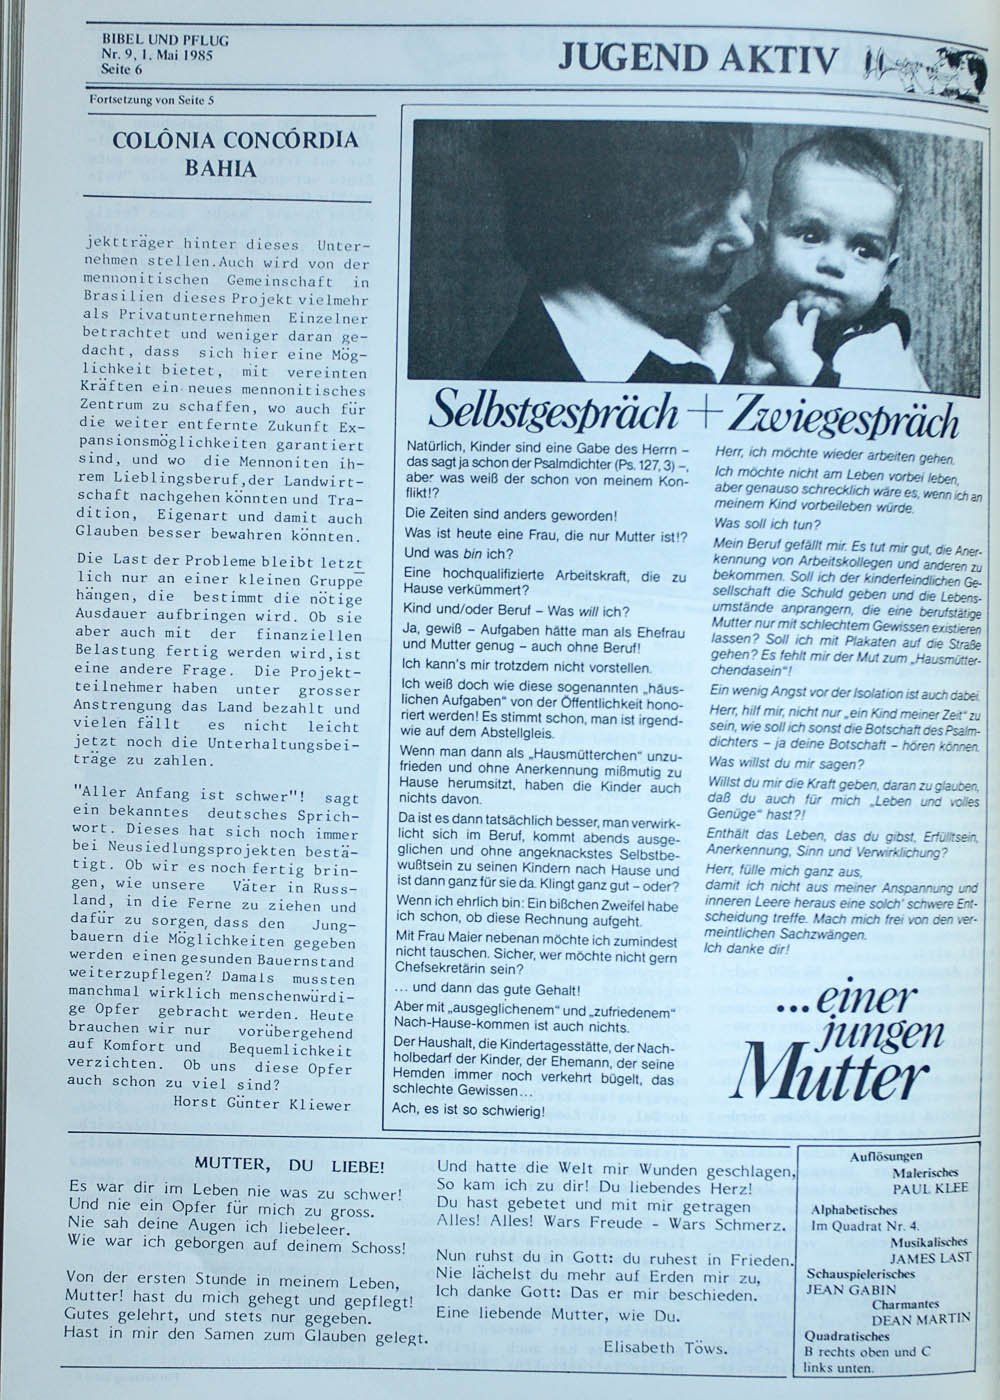 BIBEL UND PFLUG
Nr. 9, 1. Mai 1985
Seite 6
JUGEND AKTIV
Fortsetzung von Seite 5
COLÔNIA CONCÓRDIA
BAHIA
jektträger hinter dieses Unter-
nehmen stellen.Auch wird von der
mennonitischen Gemeinschaft in
Brasilien dieses Projekt vielmehr
als Privatunternehmen Einzelner
betrachtet und weniger daran ge-
dacht, dass sich hier eine Mög-
lichkeit bietet, mit vereinten
Kräften ein neues mennonitisches
Zentrum zu schaffen, wo auch für
die weiter entfernte Zukunft Ex-
pansionsmöglichkeiten garantiert
sind, und wo die Mennoniten ih-
rem Lieblingsberuf,der Landwirt-
schaft nachgehen könnten und Tra-
dition, Eigenart und damit auch
Glauben besser bewahren könnten.
Die Last der Probleme bleibt letzt
lich nur an einer kleinen Gruppe
hängen, die bestimmt die nötige
Ausdauer aufbringen wird. Ob sie
aber auch mit der finanziellen
Belastung fertig werden wird,ist
eine andere Frage. Die Projekt-
teilnehmer haben unter grosser
Anstrengung das Land bezahlt und
vielen fällt es nicht leicht
jetzt noch die Unterhaltungsbei-
träge zu zahlen.
"Aller Anfang ist schwer"! sagt
ein bekanntes deutsches Sprich-
wort. Dieses hat sich noch immer
bei Neusiedlungsprojekten bestä-
tigt. Ob wir es noch fertig brin-
gen, wie unsere Väter in Russ-
land, in die Ferne zu ziehen und
dafür zu sorgen, dass den Jung-
bauern die Möglichkeiten gegeben
werden einen gesunden Bauernstand
weiterzupflegen? Damals mussten
manchmal wirklich menschenwürdi-
ge Opfer gebracht werden. Heute
brauchen wir nur vorübergehend
auf Komfort und Bequemlichkeit
verzichten. Ob uns diese Opfer
auch schon zu viel sind?
Horst Günter Kliewer
Selbstgespräch + Zwiegespräch
Natürlich, Kinder sind eine Gabe des Herrn –
das sagt ja schon der Psalmdichter (Ps. 127, 3) –,
aber was weiß der schon von meinem Kon-
flikt!?
Die Zeiten sind anders geworden!
Was ist heute eine Frau, die nur Mutter ist!?
Und was bin ich?
Eine hochqualifizierte Arbeitskraft, die zu
Hause verkümmert?
Kind und/oder Beruf – Was will ich?
Ja, gewiß – Aufgaben hätte man als Ehefrau
und Mutter genug – auch ohne Beruf!
Ich kann's mir trotzdem nicht vorstellen.
Ich weiß doch wie diese sogenannten „häus-
lichen Aufgaben“ von der Öffentlichkeit hono-
riert werden! Es stimmt schon, man ist irgend-
wie auf dem Abstellgleis.
Wenn man dann als „Hausmütterchen“ unzu-
frieden und ohne Anerkennung mißmutig zu
Hause herumsitzt, haben die Kinder auch
nichts davon.
Da ist es dann tatsächlich besser, man verwirk-
licht sich im Beruf, kommt abends ausge-
glichen und ohne angeknackstes Selbstbe-
wußtsein zu seinen Kindern nach Hause und
ist dann ganz für sie da. Klingt ganz gut – oder?
Wenn ich ehrlich bin: Ein bißchen Zweifel habe
ich schon, ob diese Rechnung aufgeht.
Mit Frau Maier nebenan möchte ich zumindest
nicht tauschen. Sicher, wer möchte nicht gern
Chefsekretärin sein?
… und dann das gute Gehalt!
Aber mit „ausgeglichenem“ und „zufriedenem“
Nach-Hause-kommen ist auch nichts.
Der Haushalt, die Kindertagesstätte, der Nach-
holbedarf der Kinder, der Ehemann, der seine
Hemden immer noch verkehrt bügelt, das
schlechte Gewissen…
Ach, es ist so schwierig!
Herr, ich möchte wieder arbeiten gehen.
Ich möchte nicht am Leben vorbei leben,
aber genauso schrecklich wäre es, wenn ich an
meinem Kind vorbeileben würde.
Was soll ich tun?
Mein Beruf gefällt mir. Es tut mir gut, die Aner-
kennung von Arbeitskollegen und anderen zu
bekommen. Soll ich der kinderfeindlichen Ge-
sellschaft die Schuld geben und die Lebens-
umstände anprangern, die eine berufstätige
Mutter nur mit schlechtem Gewissen existieren
lassen? Soll ich mit Plakaten auf die Straße
gehen? Es fehlt mir der Mut zum „Hausmütter-
chendasein“!
Ein wenig Angst vor der Isolation ist auch dabei.
Herr, hilf mir, nicht nur „ein Kind meiner Zeit“ zu
sein, wie soll ich sonst die Botschaft des Psalm-
dichters – ja deine Botschaft – hören können.
Was willst du mir sagen?
Willst du mir die Kraft geben, daran zu glauben,
daß du auch für mich „Leben und volles
Genüge“ hast?!
Enthält das Leben, das du gibst, Erfülltsein,
Anerkennung, Sinn und Verwirklichung?
Herr, fülle mich ganz aus,
damit ich nicht aus meiner Anspannung und
inneren Leere heraus eine solch' schwere Ent-
scheidung treffe. Mach mich frei von den ver-
meintlichen Sachzwängen.
Ich danke dir!
...einer
jungen
Mutter
MUTTER, DU LIEBE!
Es war dir im Leben nie was zu schwer!
Und nie ein Opfer für mich zu gross.
Nie sah deine Augen ich liebeleer.
Wie war ich geborgen auf deinem Schoss!
Von der ersten Stunde in meinem Leben,
Mutter! hast du mich gehegt und gepflegt!
Gutes gelehrt, und stets nur gegeben.
Hast in mir den Samen zum Glauben gelegt.
Und hatte die Welt mir Wunden geschlagen,
So kam ich zu dir! Du liebendes Herz!
Du hast gebetet und mit mir getragen
Alles! Alles! Wars Freude - Wars Schmerz.
Nun ruhst du in Gott: du ruhest in Frieden.
Nie lächelst du mehr auf Erden mir zu,
Ich danke Gott: Das er mir beschieden.
Eine liebende Mutter, wie Du.
Elisabeth Töws.
Auflösungen
Malerisches
PAUL KLEE
Alphabetisches
Im Quadrat Nr. 4.
Musikalisches
JAMES LAST
Schauspielerisches
JEAN GABIN
Charmantes
DEAN MARTIN
Quadratisches
B rechts oben und C
links unten.